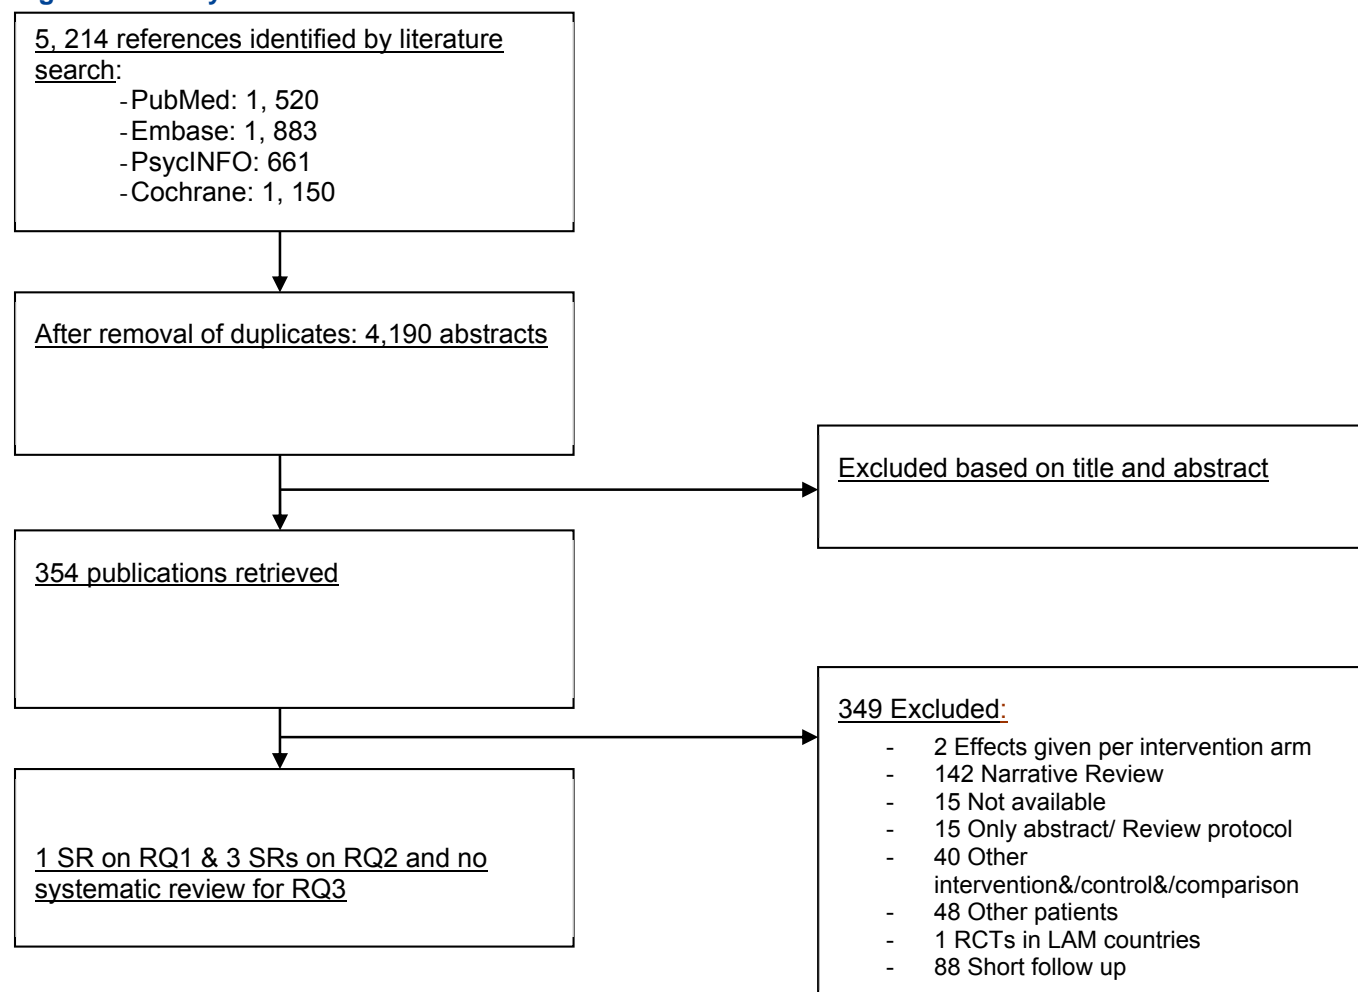 5, 214 references identified by literature
search:
-PubMed: 1, 520
-Embase: 1, 883
-PsycINFO: 661
-Cochrane: 1, 150
After removal of duplicates: 4,190 abstracts
Excluded based on title and abstract
354 publications retrieved
349 Excluded:
- 2 Effects given per intervention arm
- 142 Narrative Review
- 15 Not available
- 15 Only abstract/ Review protocol
- 40 Other
intervention&/control&/comparison
- 48 Other patients
- 1 RCTs in LAM countries
- 88 Short follow up
1 SR on RQ1 & 3 SRs on RQ2 and no
systematic review for RQ3